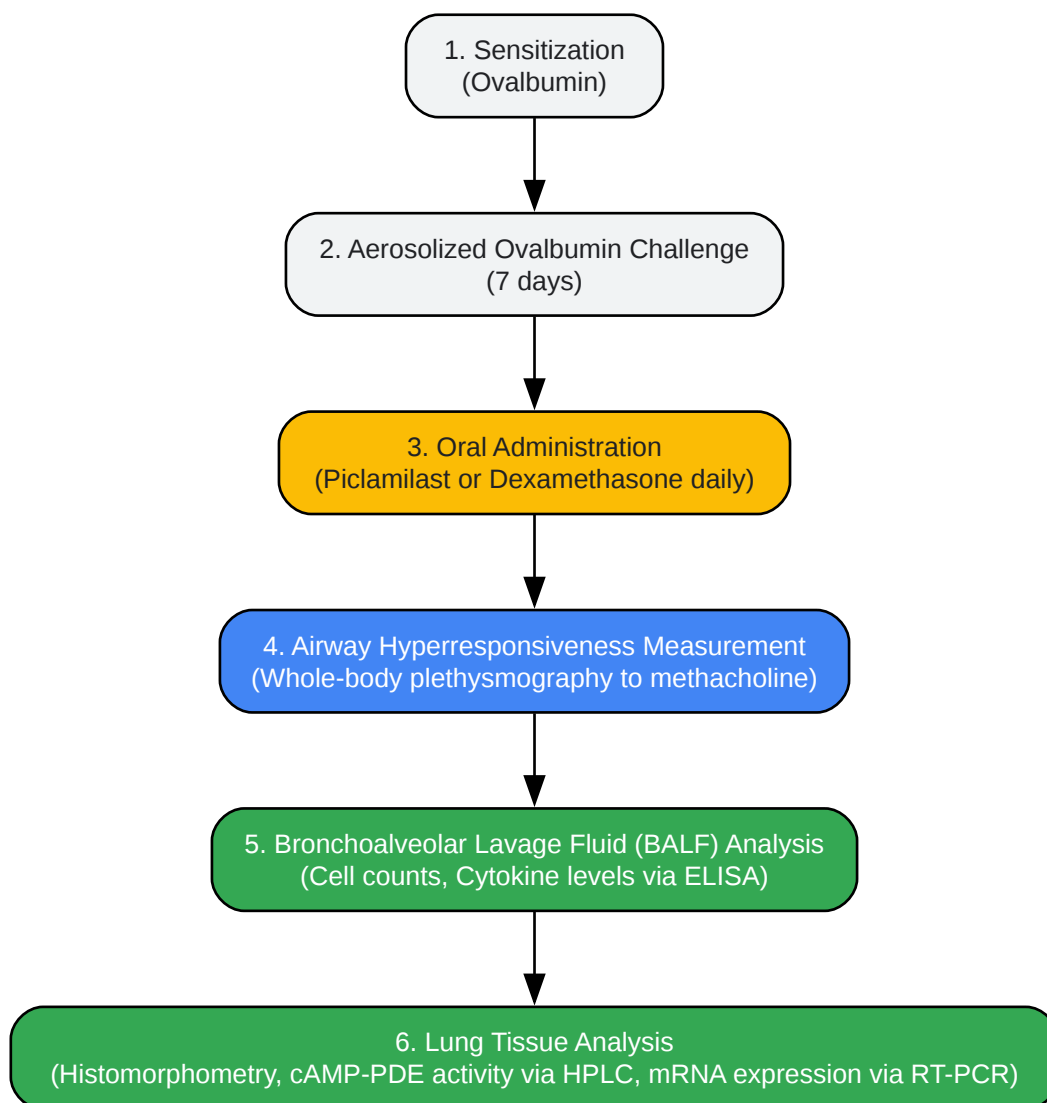 1. Sensitization
(Ovalbumin)
2. Aerosolized Ovalbumin Challenge
(7 days)
3. Oral Administration
(Piclamilast or Dexamethasone daily)
4. Airway Hyperresponsiveness Measurement
(Whole-body plethysmography to methacholine)
5. Bronchoalveolar Lavage Fluid (BALF) Analysis
(Cell counts, Cytokine levels via ELISA)
6. Lung Tissue Analysis
(Histomorphometry, cAMP-PDE activity via HPLC, mRNA expression via RT-PCR)